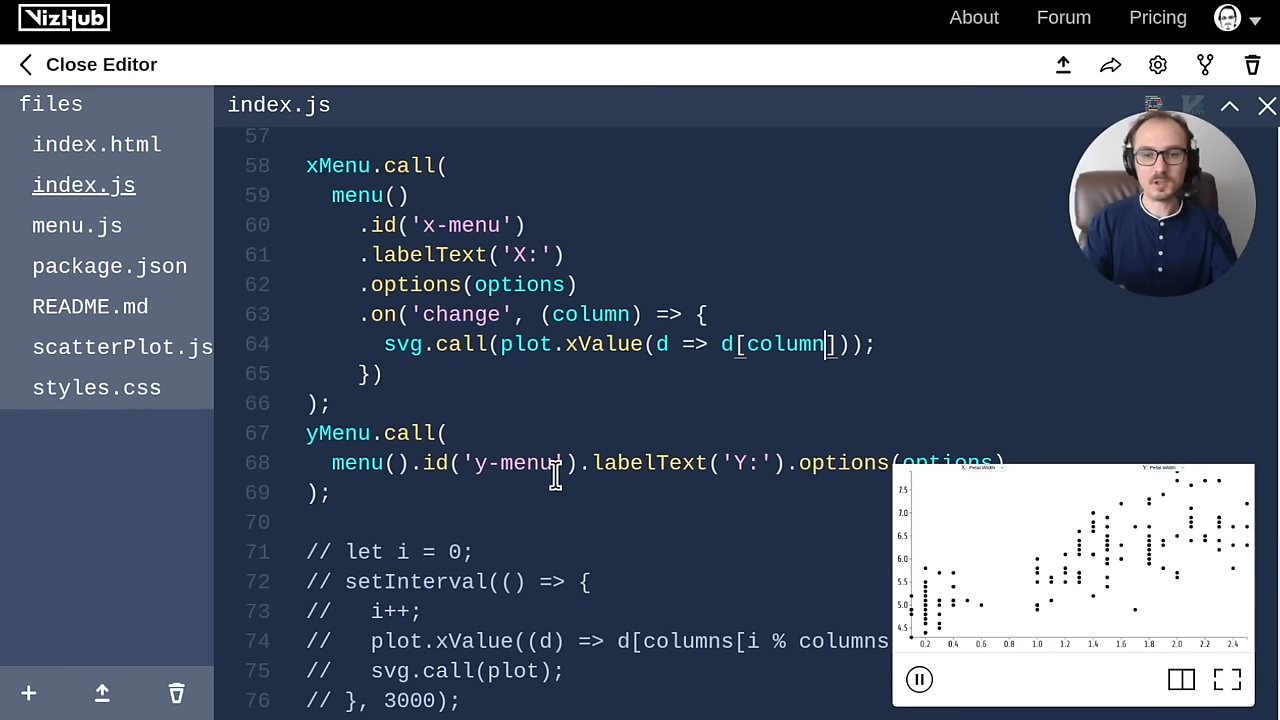 VizHub
About Forum Pricing
Close Editor
files
index.html
index.js
menu.js
package.json
README.md
scatterPlot.js
styles.css
index.js
57
58 xMenu.call(
59 menu()
60 .id('x-menu')
61 .labelText('X:')
62 .options(options)
63 .on('change', (column) => {
64 svg.call(plot.xValue(d => d[column]));
65 })
66 );
67 yMenu.call(
68 menu().id('y-menu').labelText('Y:').options(options)
69 );
70
71 // let i = 0;
72 // setInterval(() => {
73 // i++;
74 // plot.xValue((d) => d[columns[i % columns
75 // svg.call(plot);
76 // }, 3000);
X: Petal Width Y: Petal Width
7.5
7.0
6.5
6.0
5.5
5.0
4.5
0.2 0.4 0.6 0.8 1.0 1.2 1.4 1.6 1.8 2.0 2.2 2.4